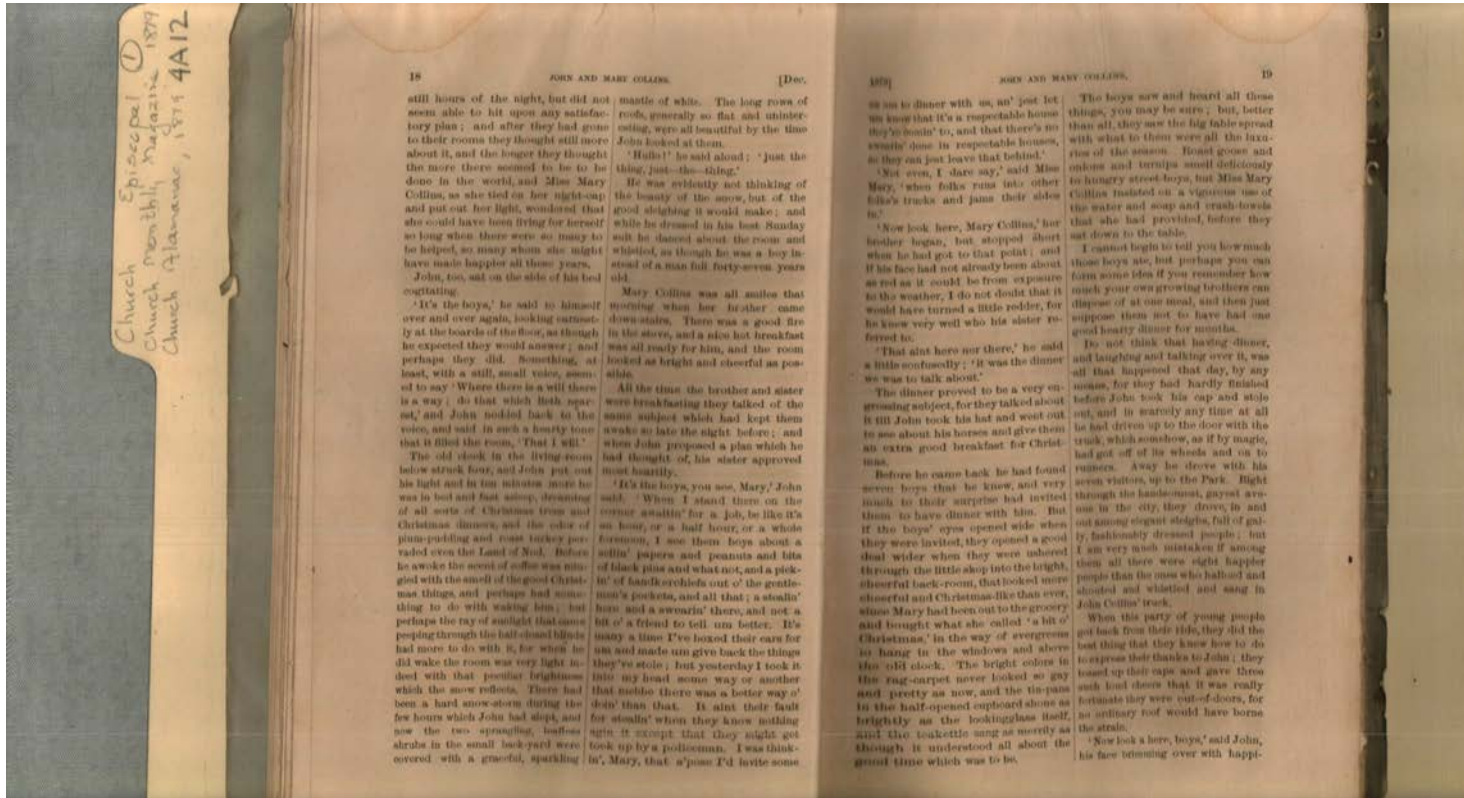 Church Episcopal ①
Church monthly magazine 1879
Church Almanac, 1879 4A12
18
JOHN AND MARY COLLINS.
[Dec.
still hours of the night, but did not
seem able to hit upon any satisfac-
tory plan; and after they had gone
to their rooms they thought still more
about it, and the longer they thought
the more there seemed to be to be
done in the world, and Miss Mary
Collins, as she tied on her night-cap
and put out her light, wondered that
she could have been living for herself
so long when there were so many to
be helped, so many whom she might
have made happier all those years.
John, too, sat on the side of his bed
cogitating.
'It's the boys,' he said to himself
over and over again, looking earnest-
ly at the boards of the floor, as though
he expected they would answer; and
perhaps they did. Something, at
least, with a still, small voice, seem-
ed to say 'Where there is a will there
is a way; do that which lieth near-
est,' and John nodded back to the
voice, and said in such a hearty tone
that it filled the room, 'That I will.'
The old clock in the living-room
below struck four, and John put out
his light and in ten minutes more he
was in bed and fast asleep, dreaming
of all sorts of Christmas trees and
Christmas dinners, and the odor of
plum-pudding and roast turkey per-
vaded even the Land of Nod. Before
he awoke the scent of coffee was min-
gled with the smell of the good Christ-
mas things, and perhaps had some-
thing to do with waking him; but
perhaps the ray of sunlight that came
peeping through the half-closed blinds
had more to do with it, for when he
did wake the room was very light in-
deed with that peculiar brightness
which the snow reflects. There had
been a hard snow-storm during the
few hours which John had slept, and
now the two sprangling, leafless
shrubs in the small back-yard were
covered with a graceful, sparkling
mantle of white. The long rows of
roofs, generally so flat and uninter-
esting, were all beautiful by the time
John looked at them.
'Hullo!' he said aloud; 'just the
thing, just—the—thing.'
He was evidently not thinking of
the beauty of the snow, but of the
good sleighing it would make; and
while he dressed in his best Sunday
suit he danced about the room and
whistled, as though he was a boy in-
stead of a man full forty-seven years
old.
Mary Collins was all smiles that
morning when her brother came
down-stairs. There was a good fire
in the stove, and a nice hot breakfast
was all ready for him, and the room
looked as bright and cheerful as pos-
sible.
All the time the brother and sister
were breakfasting they talked of the
same subject which had kept them
awake so late the night before; and
when John proposed a plan which he
had thought of, his sister approved
most heartily.
'It's the boys, you see, Mary,' John
said. 'When I stand there on the
corner awaitin' for a job, be like it's
an hour, or a half hour, or a whole
forenoon, I see them boys about a
sellin' papers and peanuts and bits
of black pins and what not, and a pick-
in' of handkerchiefs out o' the gentle-
men's pockets, and all that; a stealin'
here and a swearin' there, and not a
bit o' a friend to tell um better. It's
many a time I've boxed their ears for
um and made um give back the things
they've stole; but yesterday I took it
into my head some way or another
that mebbe there was a better way o'
doin' than that. It aint their fault
for stealin' when they know nothing
agin it except that they might get
took up by a policeman. I was think-
in', Mary, that s'pose I'd invite some
1879]
JOHN AND MARY COLLINS.
19
on um to dinner with us, an' jest let
um know that it's a respectable house
they're comin' to, and that there's no
swearin' done in respectable houses,
so they can jest leave that behind.'
'Not even, I dare say,' said Miss
Mary, 'when folks runs into other
folks's trucks and jams their sides
in.'
'Now look here, Mary Collins,' her
brother began, but stopped short
when he had got to that point; and
if his face had not already been about
as red as it could be from exposure
to the weather, I do not doubt that it
would have turned a little redder, for
he knew very well who his sister re-
ferred to.
'That aint here nor there,' he said
a little confusedly; 'it was the dinner
we was to talk about.'
The dinner proved to be a very en-
grossing subject, for they talked about
it till John took his hat and went out
to see about his horses and give them
an extra good breakfast for Christ-
mas.
Before he came back he had found
seven boys that he knew, and very
much to their surprise had invited
them to have dinner with him. But
if the boys' eyes opened wide when
they were invited, they opened a good
deal wider when they were ushered
through the little shop into the bright,
cheerful back-room, that looked more
cheerful and Christmas-like than ever,
since Mary had been out to the grocery
and bought what she called 'a bit o'
Christmas,' in the way of evergreens
to hang in the windows and above
the old clock. The bright colors in
the rag-carpet never looked so gay
and pretty as now, and the tin-pans
in the half-opened cupboard shone as
brightly as the lookingglass itself,
and the teakettle sang as merrily as
though it understood all about the
good time which was to be.
The boys saw and heard all these
things, you may be sure; but, better
than all, they saw the big table spread
with what to them were all the luxu-
ries of the season. Roast goose and
onions and turnips smell deliciously
to hungry street-boys, but Miss Mary
Collins insisted on a vigorous use of
the water and soap and crash-towels
that she had provided, before they
sat down to the table.
I cannot begin to tell you how much
those boys ate, but perhaps you can
form some idea if you remember how
much your own growing brothers can
dispose of at one meal, and then just
suppose them not to have had one
good hearty dinner for months.
Do not think that having dinner,
and laughing and talking over it, was
all that happened that day, by any
means, for they had hardly finished
before John took his cap and stole
out, and in scarcely any time at all
he had driven up to the door with the
truck, which somehow, as if by magic,
had got off of its wheels and on to
runners. Away he drove with his
seven visitors, up to the Park. Right
through the handsomest, gayest ave-
nue in the city, they drove, in and
out among elegant sleighs, full of gal-
ly, fashionably dressed people; but
I am very much mistaken if among
them all there were eight happier
people than the ones who hallooed and
shouted and whistled and sang in
John Collins' truck.
When this party of young people
got back from their ride, they did the
best thing that they knew how to do
to express their thanks to John; they
tossed up their caps and gave three
such loud cheers that it was really
fortunate they were out-of-doors, for
no ordinary roof would have borne
the strain.
'Now look a here, boys,' said John,
his face brimming over with happi-